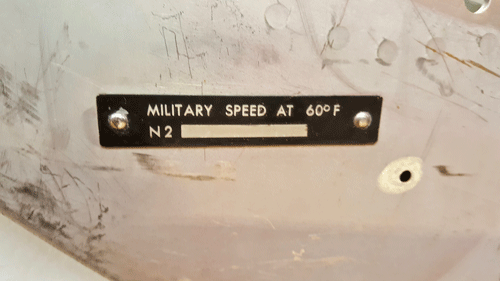 MILITARY SPEED AT 60°F
N2